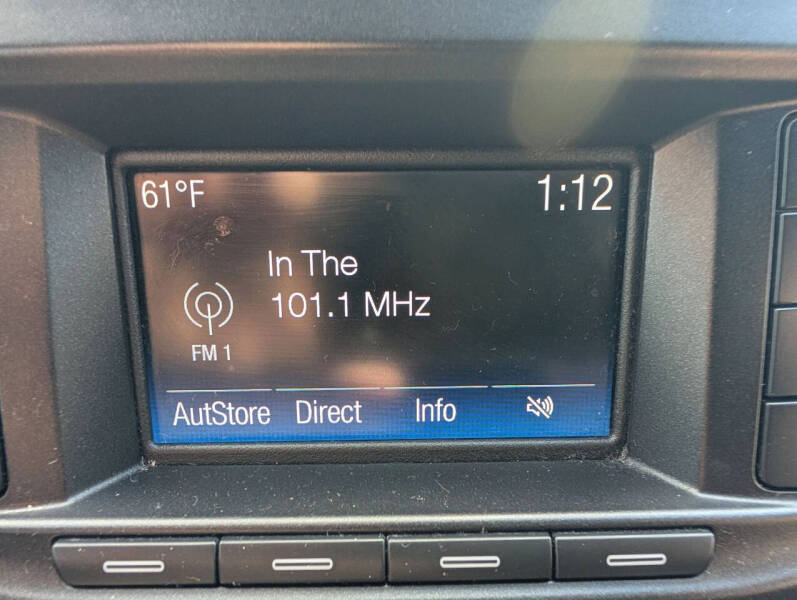 61°F 1:12
In The
101.1 MHz
FM 1
AutStore Direct Info